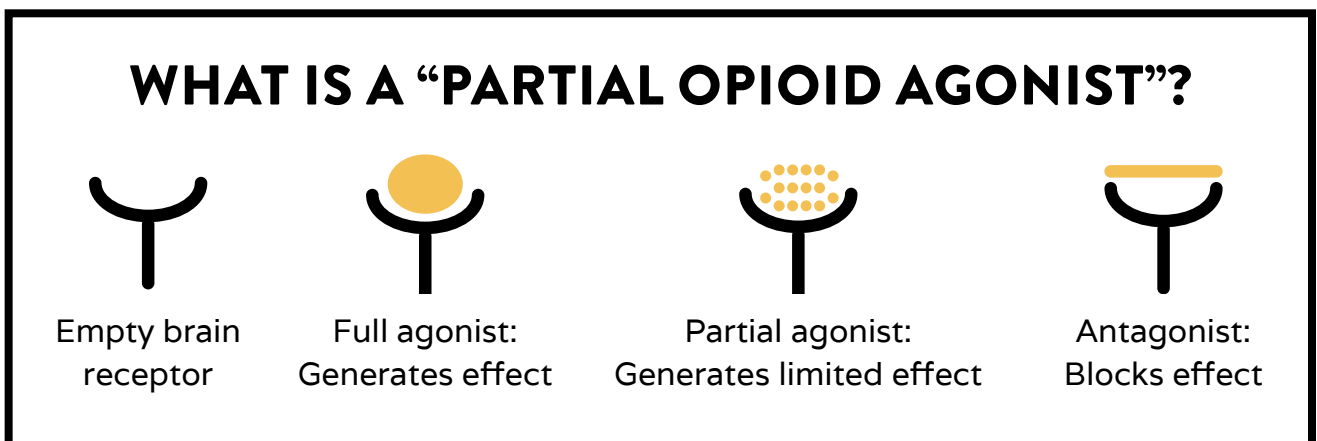 WHAT IS A “PARTIAL OPIOID AGONIST”?
Empty brain
receptor
Full agonist:
Generates effect
Partial agonist:
Generates limited effect
Antagonist:
Blocks effect